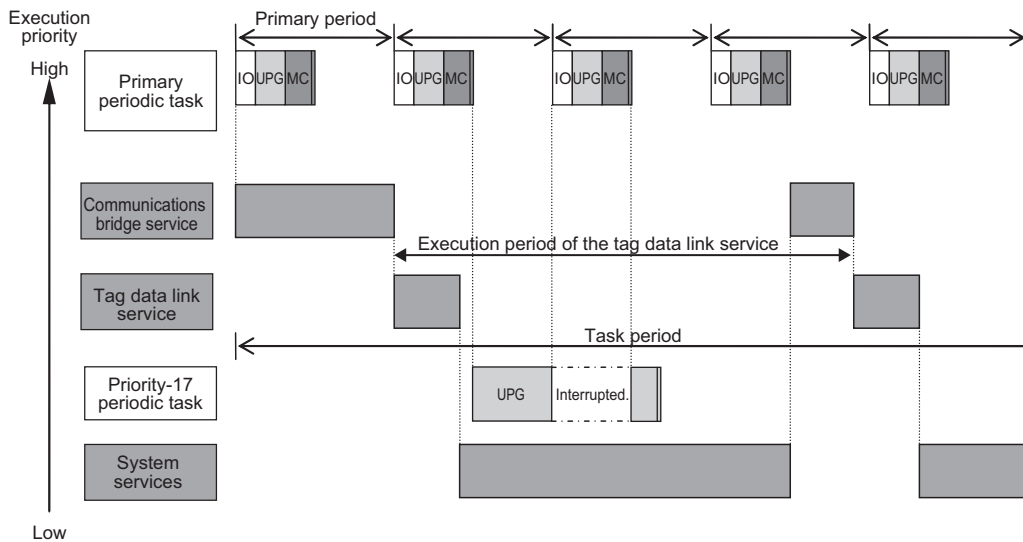 Execution
priority
High
Primary period
Primary
periodic task
IO UPG MC
IO UPG MC
IO UPG MC
IO UPG MC
IO UPG MC
Communications
bridge service
Execution period of the tag data link service
Tag data link
service
Task period
Priority-17
periodic task
UPG
Interrupted.
System
services
Low